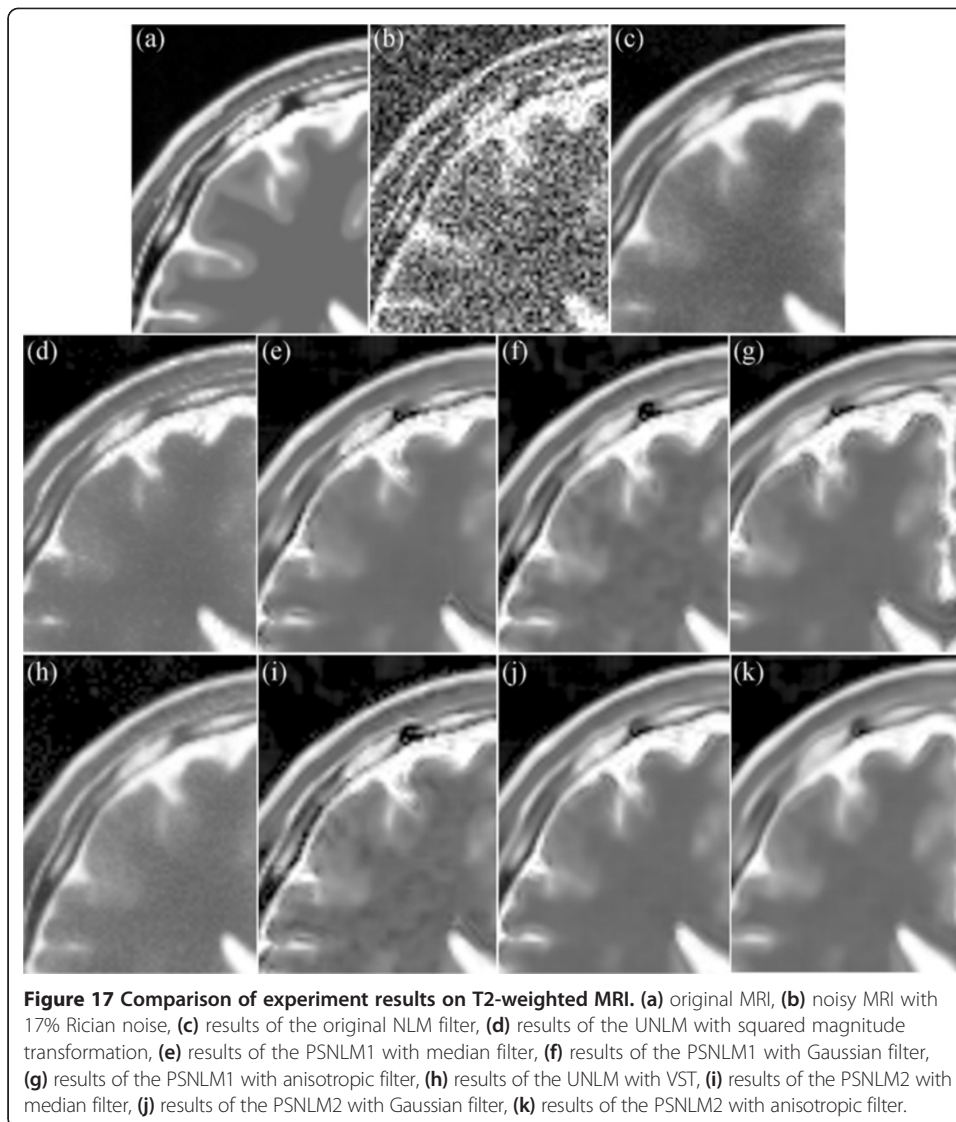 (a) (b) (c)
(d) (e) (f) (g)
(h) (i) (j) (k)
Figure 17 Comparison of experiment results on T2-weighted MRI. (a) original MRI, (b) noisy MRI with
17% Rician noise, (c) results of the original NLM filter, (d) results of the UNLM with squared magnitude
transformation, (e) results of the PSNLM1 with median filter, (f) results of the PSNLM1 with Gaussian filter,
(g) results of the PSNLM1 with anisotropic filter, (h) results of the UNLM with VST, (i) results of the PSNLM2 with
median filter, (j) results of the PSNLM2 with Gaussian filter, (k) results of the PSNLM2 with anisotropic filter.